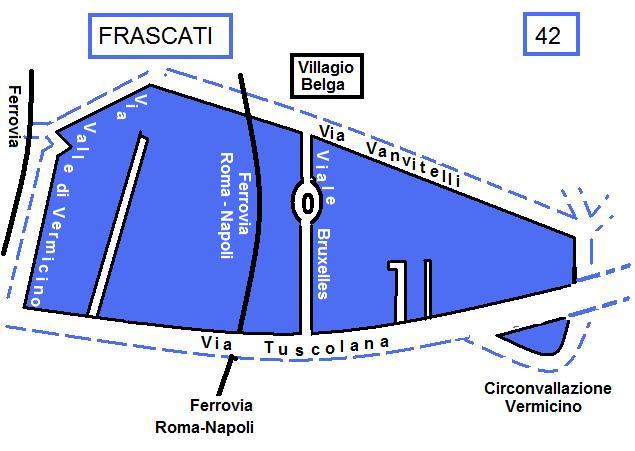 FRASCATI
42
Villagio
Belga
Ferrovia
Via
Valle di Vermicino
Via Vanvitelli
Ferrovia
Roma - Napoli
Viale Bruxelles
Via Tuscolana
Circonvallazione
Vermicino
Ferrovia
Roma-Napoli